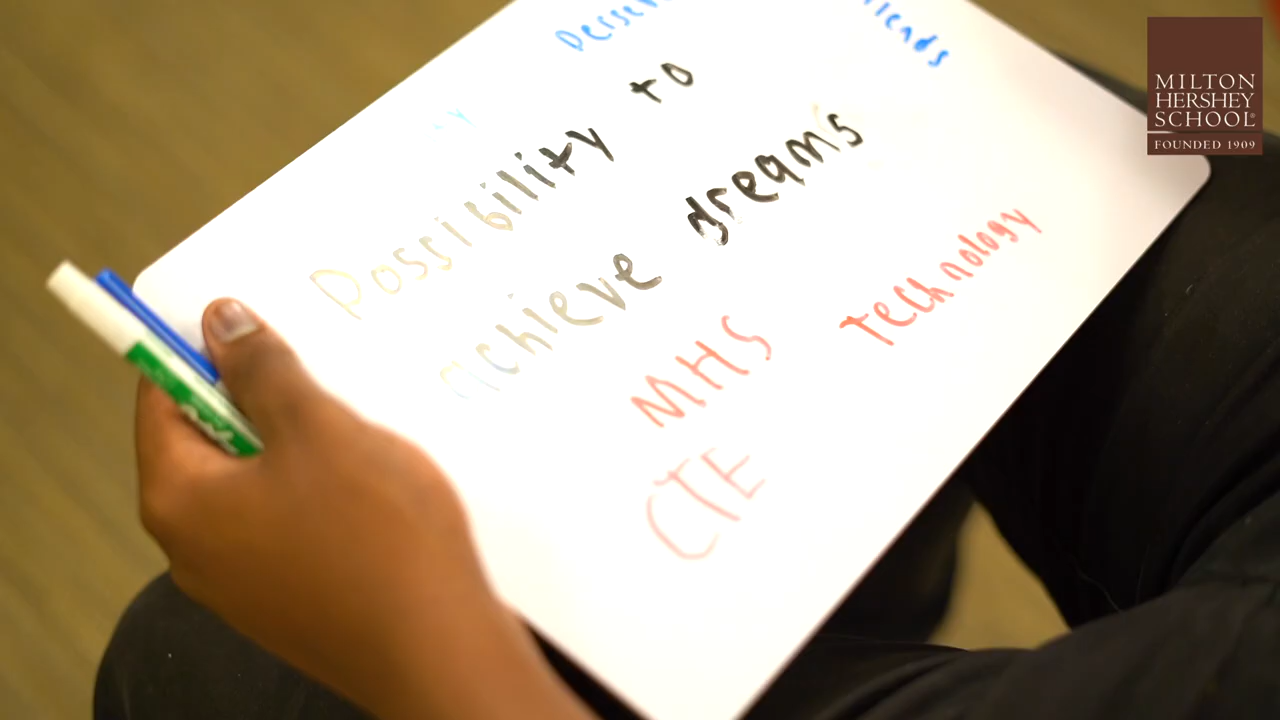 Possibility to
achieve dreams
MHS Technology
CTE
MILTON
HERSHEY
SCHOOL®
FOUNDED 1909